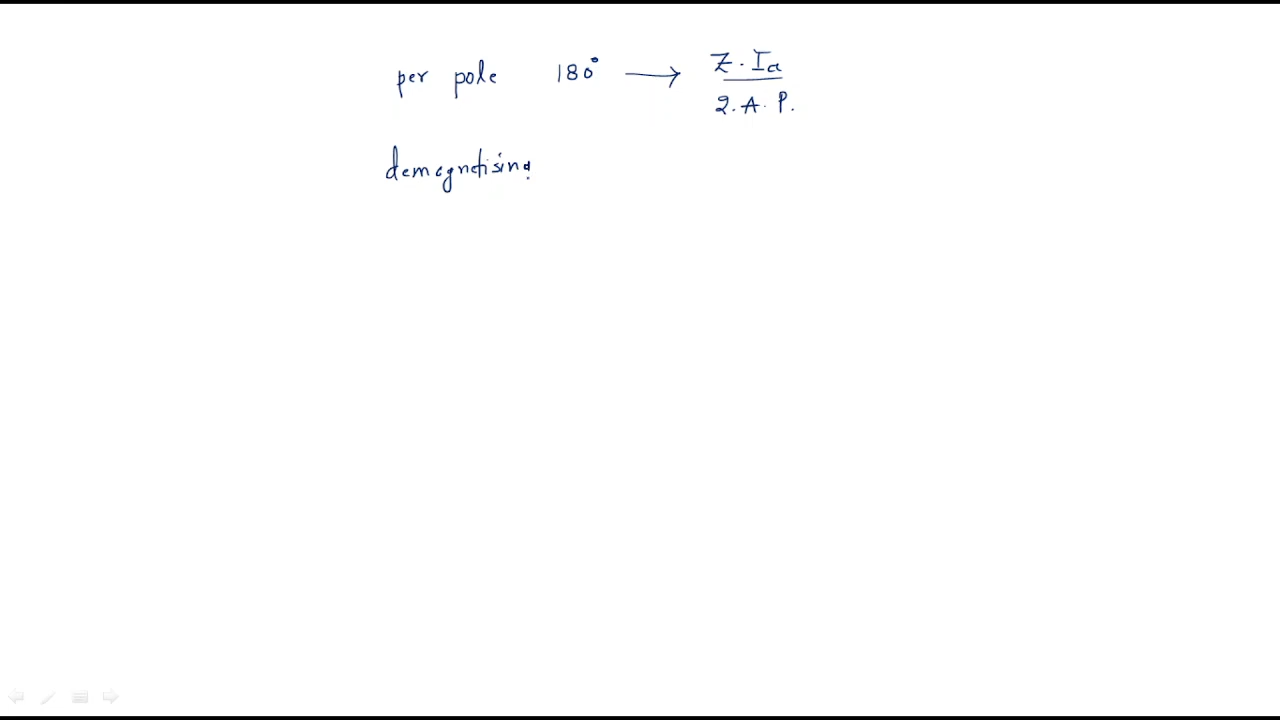 per pole 180° → Z . Ia
2 . A . P .
demagnetising